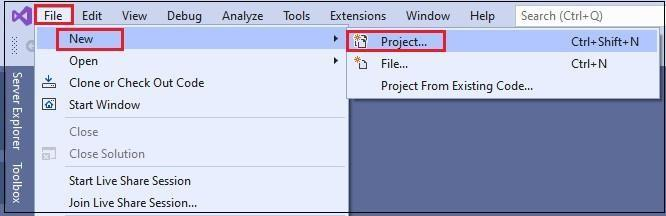 File Edit View Debug Analyze Tools Extensions Window Help Search (Ctrl+Q)
New
Open
Clone or Check Out Code
Start Window
Close
Close Solution
Start Live Share Session
Join Live Share Session...
Project... Ctrl+Shift+N
File... Ctrl+N
Project From Existing Code...
Server Explorer
Toolbox